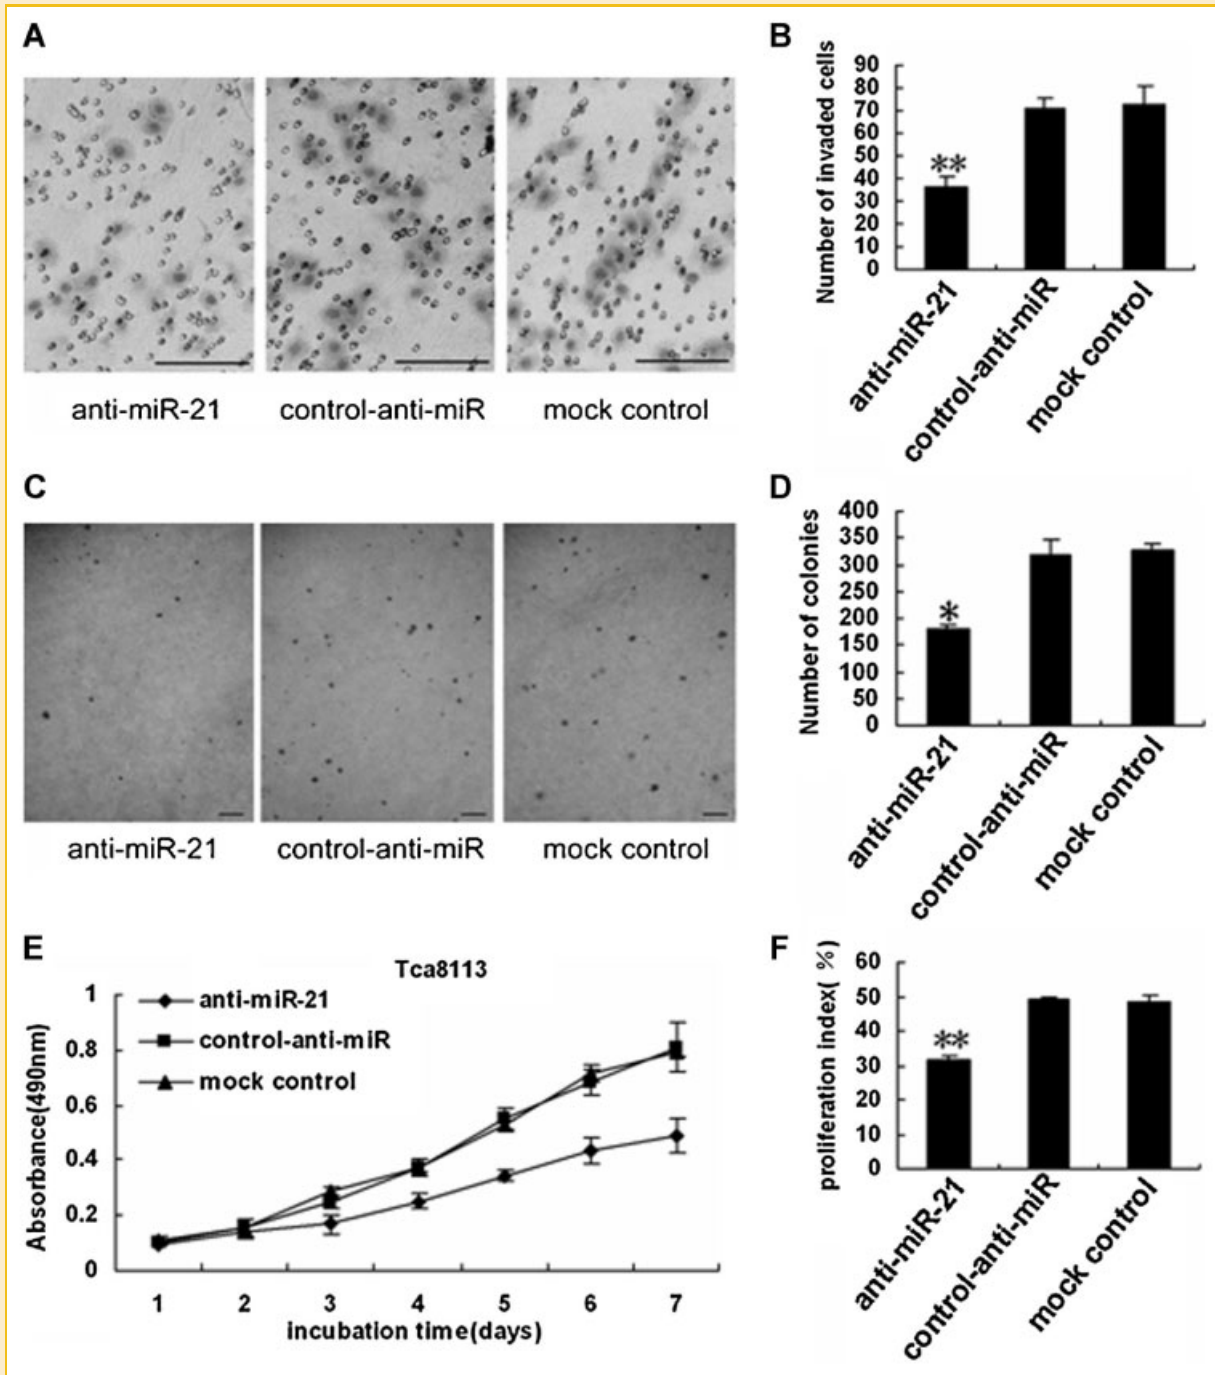 A
anti-miR-21
control-anti-miR
mock control
B
Number of invaded cells
90
80
70
60
50
40
30
20
10
0
**
anti-miR-21
control-anti-miR
mock control
C
anti-miR-21
control-anti-miR
mock control
D
Number of colonies
400
350
300
250
200
150
100
50
0
*
anti-miR-21
control-anti-miR
mock control
E
Tca8113
anti-miR-21
control-anti-miR
mock control
Absorbance(490nm)
1
0.8
0.6
0.4
0.2
0
1 2 3 4 5 6 7
incubation time(days)
F
proliferation index( %)
60
50
40
30
20
10
0
**
anti-miR-21
control-anti-miR
mock control